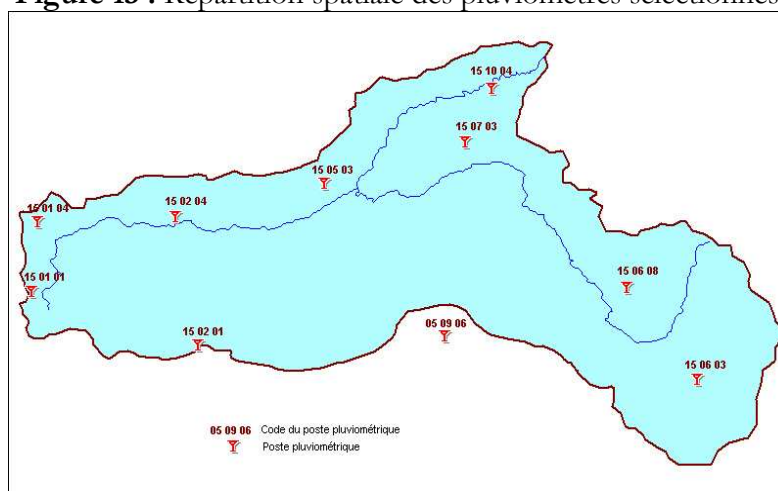 Figure 13 : Répartition spatiale des pluviomètres sélectionnés
15 10 04
15 07 03
15 05 03
15 02 04
15 01 04
15 01 01
15 06 08
15 02 01
05 09 06
15 06 03
05 09 06 Code du poste pluviométrique
Poste pluviométrique